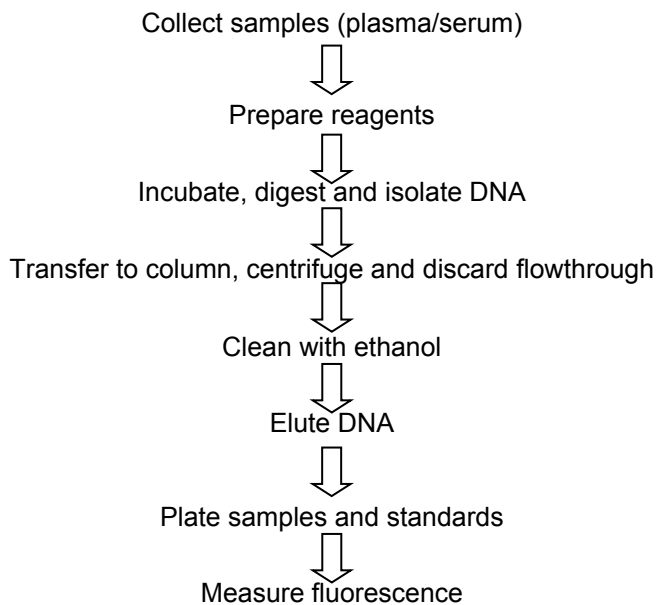 Collect samples (plasma/serum)
Prepare reagents
Incubate, digest and isolate DNA
Transfer to column, centrifuge and discard flowthrough
Clean with ethanol
Elute DNA
Plate samples and standards
Measure fluorescence